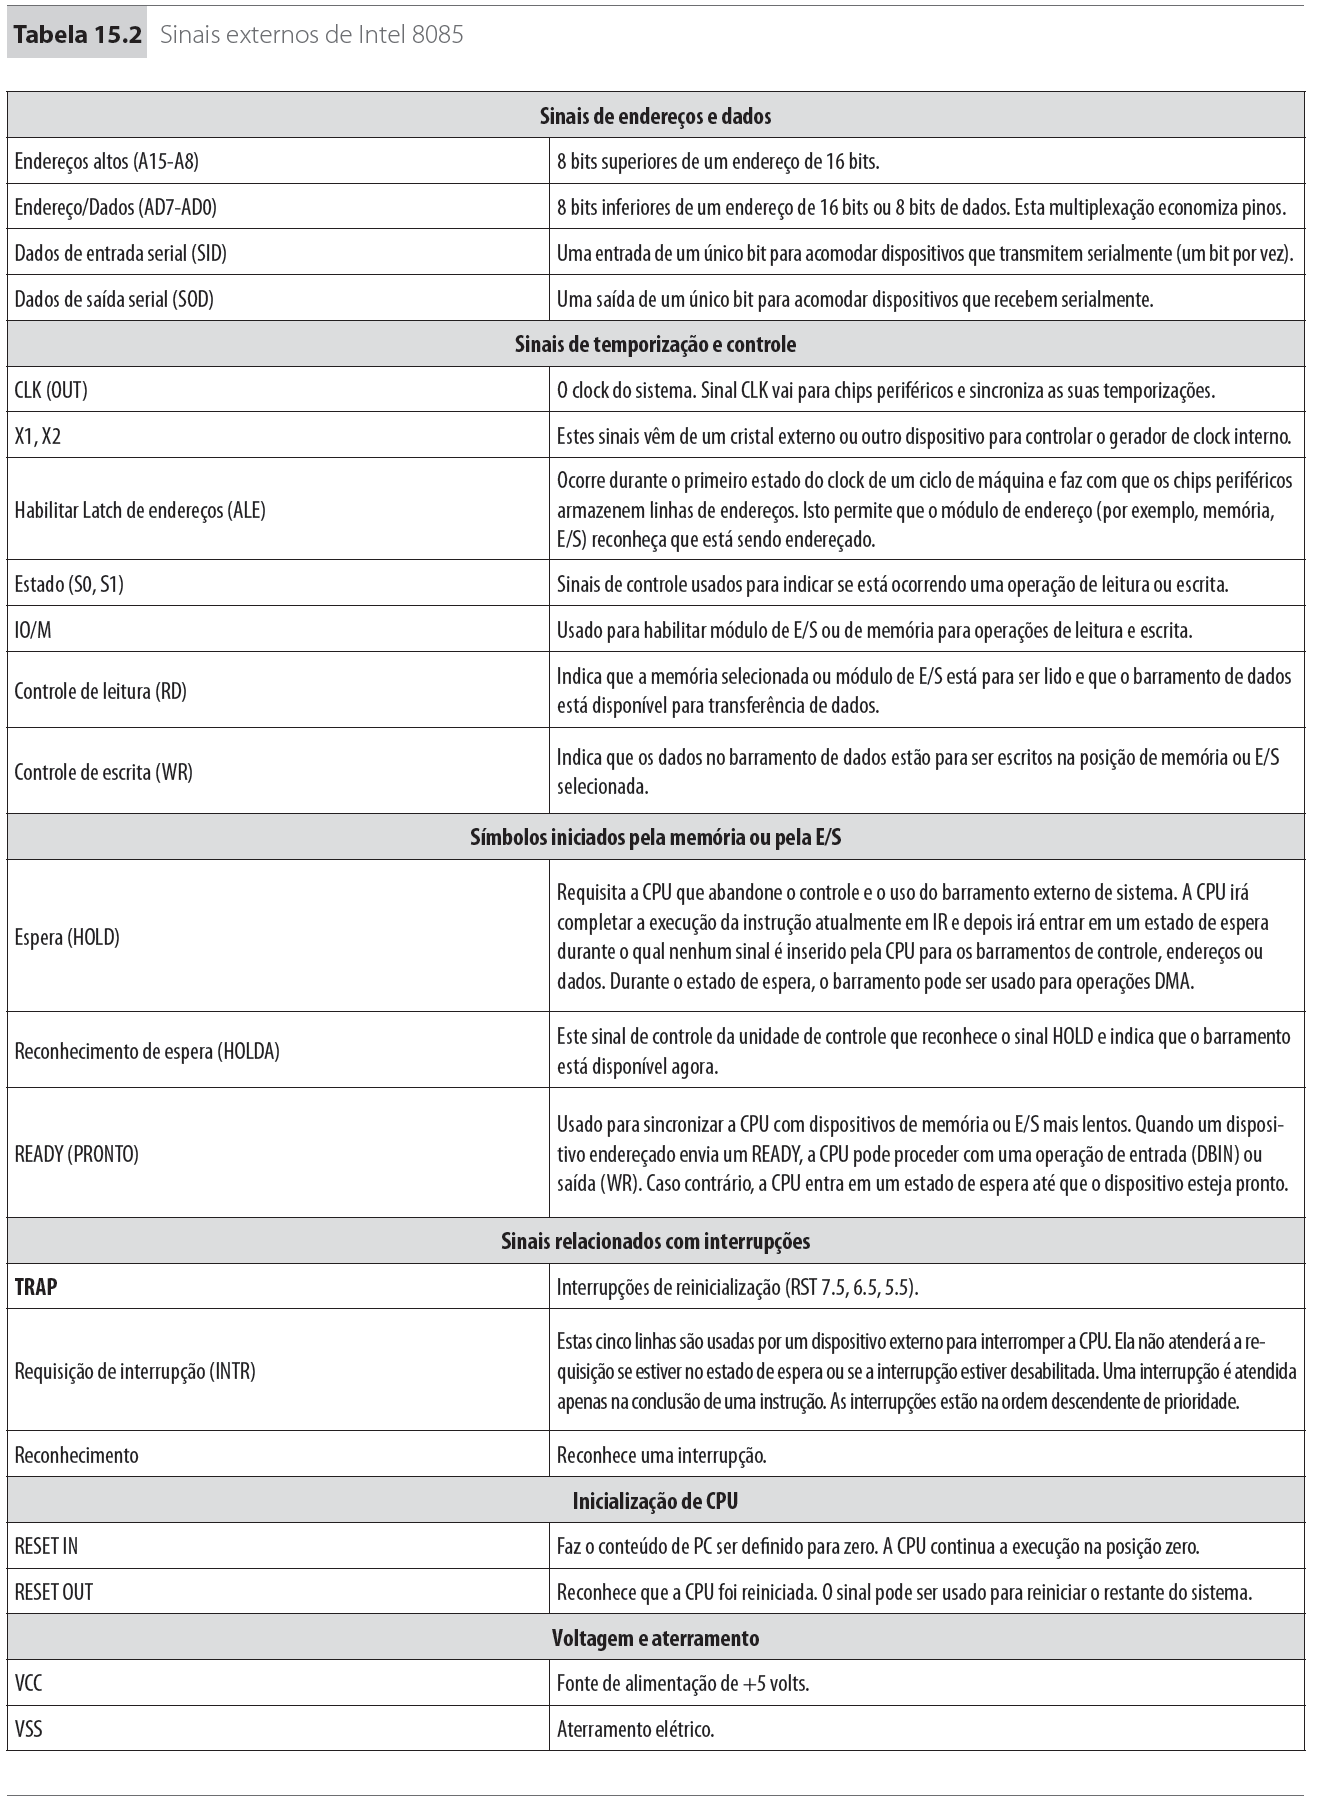 Tabela 15.2 Sinais externos de Intel 8085
Sinais de endereços e dados
Endereços altos (A15-A8)
8 bits superiores de um endereço de 16 bits.
Endereço/Dados (AD7-AD0)
8 bits inferiores de um endereço de 16 bits ou 8 bits de dados. Esta multiplexação economiza pinos.
Dados de entrada serial (SID)
Uma entrada de um único bit para acomodar dispositivos que transmitem serialmente (um bit por vez).
Dados de saída serial (SOD)
Uma saída de um único bit para acomodar dispositivos que recebem serialmente.
Sinais de temporização e controle
CLK (OUT)
O clock do sistema. Sinal CLK vai para chips periféricos e sincroniza as suas temporizações.
X1, X2
Estes sinais vêm de um cristal externo ou outro dispositivo para controlar o gerador de clock interno.
Habilitar Latch de endereços (ALE)
Ocorre durante o primeiro estado do clock de um ciclo de máquina e faz com que os chips periféricos
armazenem linhas de endereços. Isto permite que o módulo de endereço (por exemplo, memória,
E/S) reconheça que está sendo endereçado.
Estado (S0, S1)
Sinais de controle usados para indicar se está ocorrendo uma operação de leitura ou escrita.
IO/M
Usado para habilitar módulo de E/S ou de memória para operações de leitura e escrita.
Controle de leitura (RD)
Indica que a memória selecionada ou módulo de E/S está para ser lido e que o barramento de dados
está disponível para transferência de dados.
Controle de escrita (WR)
Indica que os dados no barramento de dados estão para ser escritos na posição de memória ou E/S
selecionada.
Símbolos iniciados pela memória ou pela E/S
Espera (HOLD)
Requisita a CPU que abandone o controle e o uso do barramento externo de sistema. A CPU irá
completar a execução da instrução atualmente em IR e depois irá entrar em um estado de espera
durante o qual nenhum sinal é inserido pela CPU para os barramentos de controle, endereços ou
dados. Durante o estado de espera, o barramento pode ser usado para operações DMA.
Reconhecimento de espera (HOLDA)
Este sinal de controle da unidade de controle que reconhece o sinal HOLD e indica que o barramento
está disponível agora.
READY (PRONTO)
Usado para sincronizar a CPU com dispositivos de memória ou E/S mais lentos. Quando um disposi-
tivo endereçado envia um READY, a CPU pode proceder com uma operação de entrada (DBIN) ou
saída (WR). Caso contrário, a CPU entra em um estado de espera até que o dispositivo esteja pronto.
Sinais relacionados com interrupções
TRAP
Interrupções de reinicialização (RST 7.5, 6.5, 5.5).
Requisição de interrupção (INTR)
Estas cinco linhas são usadas por um dispositivo externo para interromper a CPU. Ela não atenderá a re-
quisição se estiver no estado de espera ou se a interrupção estiver desabilitada. Uma interrupção é atendida
apenas na conclusão de uma instrução. As interrupções estão na ordem descendente de prioridade.
Reconhecimento
Reconhece uma interrupção.
Inicialização de CPU
RESET IN
Faz o conteúdo de PC ser definido para zero. A CPU continua a execução na posição zero.
RESET OUT
Reconhece que a CPU foi reiniciada. O sinal pode ser usado para reiniciar o restante do sistema.
Voltagem e aterramento
VCC
Fonte de alimentação de +5 volts.
VSS
Aterramento elétrico.